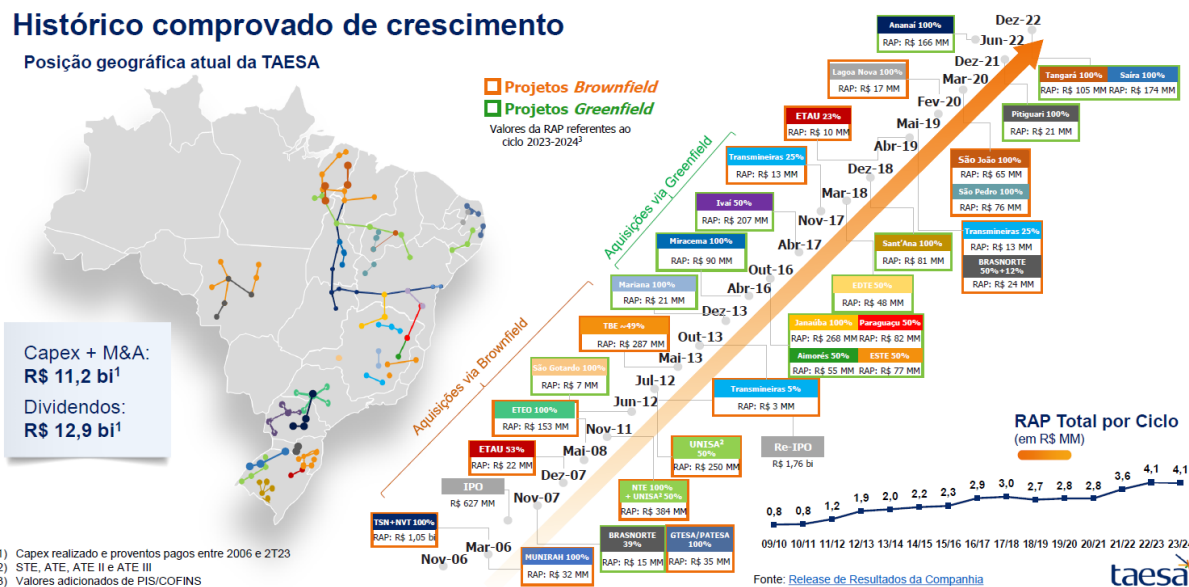 Histórico comprovado de crescimento
Posição geográfica atual da TAESA
Projetos Brownfield
Projetos Greenfield
Valores da RAP referentes ao
ciclo 2023-2024³
Capex + M&A:
R$ 11,2 bi¹
Dividendos:
R$ 12,9 bi¹
Aquisições via Brownfield
Aquisições via Greenfield
Nov-06
Mar-06
Nov-07
Dez-07
Mai-08
Nov-11
Jun-12
Jul-12
Mai-13
Out-13
Dez-13
Abr-16
Out-16
Abr-17
Nov-17
Mar-18
Dez-18
Abr-19
Mai-19
Fev-20
Mar-20
Dez-21
Jun-22
Dez-22
TSN+NVT 100%
RAP: R$ 1,05 bi
IPO
R$ 627 MM
ETAU 53%
RAP: R$ 22 MM
ETEO 100%
RAP: R$ 153 MM
São Gotardo 100%
RAP: R$ 7 MM
TBE ~49%
RAP: R$ 287 MM
Mariana 100%
RAP: R$ 21 MM
Miracema 100%
RAP: R$ 90 MM
Ivaí 50%
RAP: R$ 207 MM
Transmineiras 25%
RAP: R$ 13 MM
ETAU 23%
RAP: R$ 10 MM
Lagoa Nova 100%
RAP: R$ 17 MM
Ananaí 100%
RAP: R$ 166 MM
MUNIRAH 100%
RAP: R$ 32 MM
BRASNORTE
39%
RAP: R$ 15 MM
GTESA/PATESA
100%
RAP: R$ 35 MM
NTE 100%
+ UNISA² 50%
RAP: R$ 384 MM
UNISA²
50%
RAP: R$ 250 MM
Re-IPO
R$ 1,76 bi
Transmineiras 5%
RAP: R$ 3 MM
Janaúba 100% Paraguaçu 50%
RAP: R$ 268 MM RAP: R$ 82 MM
Aimorés 50% ESTE 50%
RAP: R$ 55 MM RAP: R$ 77 MM
EDTE 50%
RAP: R$ 48 MM
Sant'Ana 100%
RAP: R$ 81 MM
Transmineiras 25%
RAP: R$ 13 MM
BRASNORTE
50%+12%
RAP: R$ 24 MM
São João 100%
RAP: R$ 65 MM
São Pedro 100%
RAP: R$ 76 MM
Pitiguari 100%
RAP: R$ 21 MM
Tangará 100% Saíra 100%
RAP: R$ 105 MM RAP: R$ 174 MM
RAP Total por Ciclo
(em R$ MM)
0,8 0,8 1,2 1,9 2,0 2,2 2,3 2,9 3,0 2,7 2,8 2,8 3,6 4,1 4,1
09/10 10/11 11/12 12/13 13/14 14/15 15/16 16/17 17/18 18/19 19/20 20/21 21/22 22/23 23/24
1) Capex realizado e proventos pagos entre 2006 e 2T23
2) STE, ATE, ATE II e ATE III
3) Valores adicionados de PIS/COFINS
Fonte: Release de Resultados da Companhia
taesa